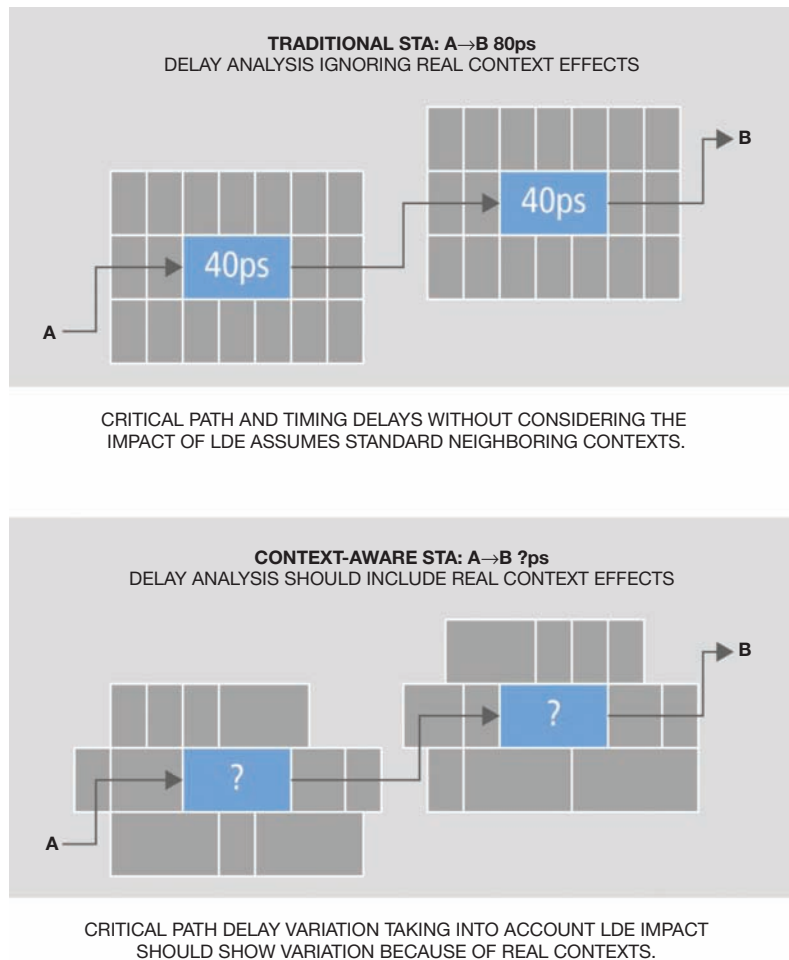 TRADITIONAL STA: A→B 80ps
DELAY ANALYSIS IGNORING REAL CONTEXT EFFECTS
B
40ps
40ps
A
CRITICAL PATH AND TIMING DELAYS WITHOUT CONSIDERING THE
IMPACT OF LDE ASSUMES STANDARD NEIGHBORING CONTEXTS.
CONTEXT-AWARE STA: A→B ?ps
DELAY ANALYSIS SHOULD INCLUDE REAL CONTEXT EFFECTS
B
?
?
A
CRITICAL PATH DELAY VARIATION TAKING INTO ACCOUNT LDE IMPACT
SHOULD SHOW VARIATION BECAUSE OF REAL CONTEXTS.